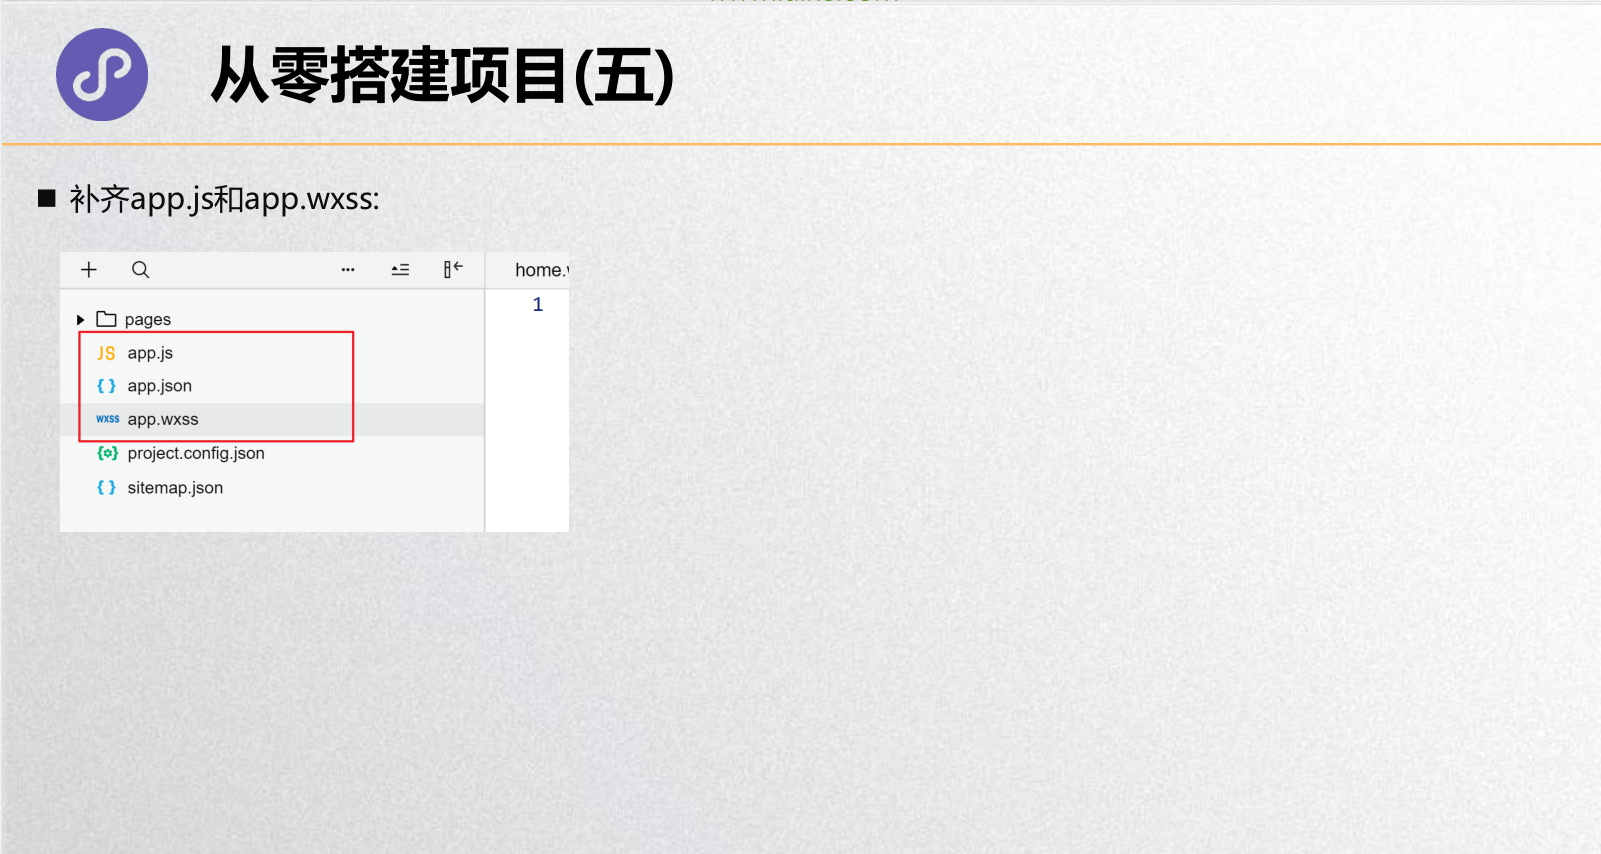 从零搭建项目(五)
补齐app.js和app.wxss:
home.
1
pages
JS app.js
{ } app.json
wxss app.wxss
project.config.json
{ } sitemap.json